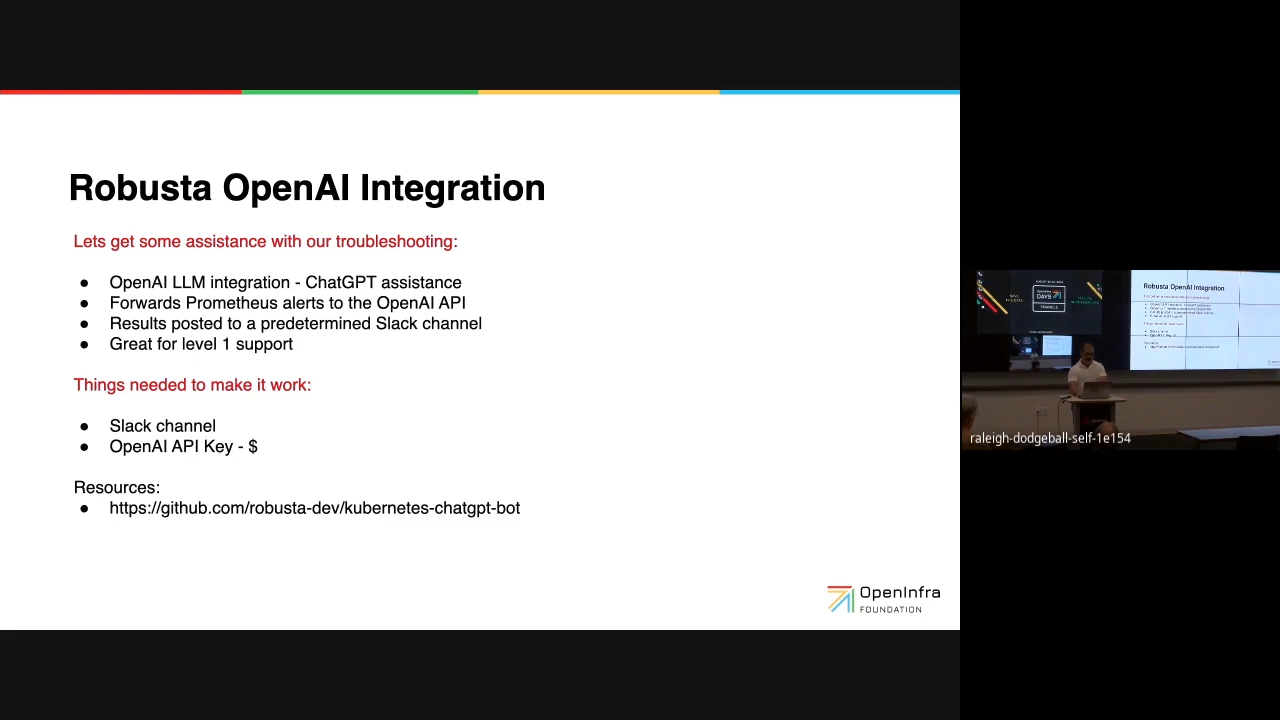 Robusta OpenAI Integration
Lets get some assistance with our troubleshooting:
● OpenAI LLM integration - ChatGPT assistance
● Forwards Prometheus alerts to the OpenAI API
● Results posted to a predetermined Slack channel
● Great for level 1 support
Things needed to make it work:
● Slack channel
● OpenAI API Key - $
Resources:
● https://github.com/robusta-dev/kubernetes-chatgpt-bot
OpenInfra
FOUNDATION
Robusta OpenAI Integration
DAYS
raleigh-dodgeball-self-1e154